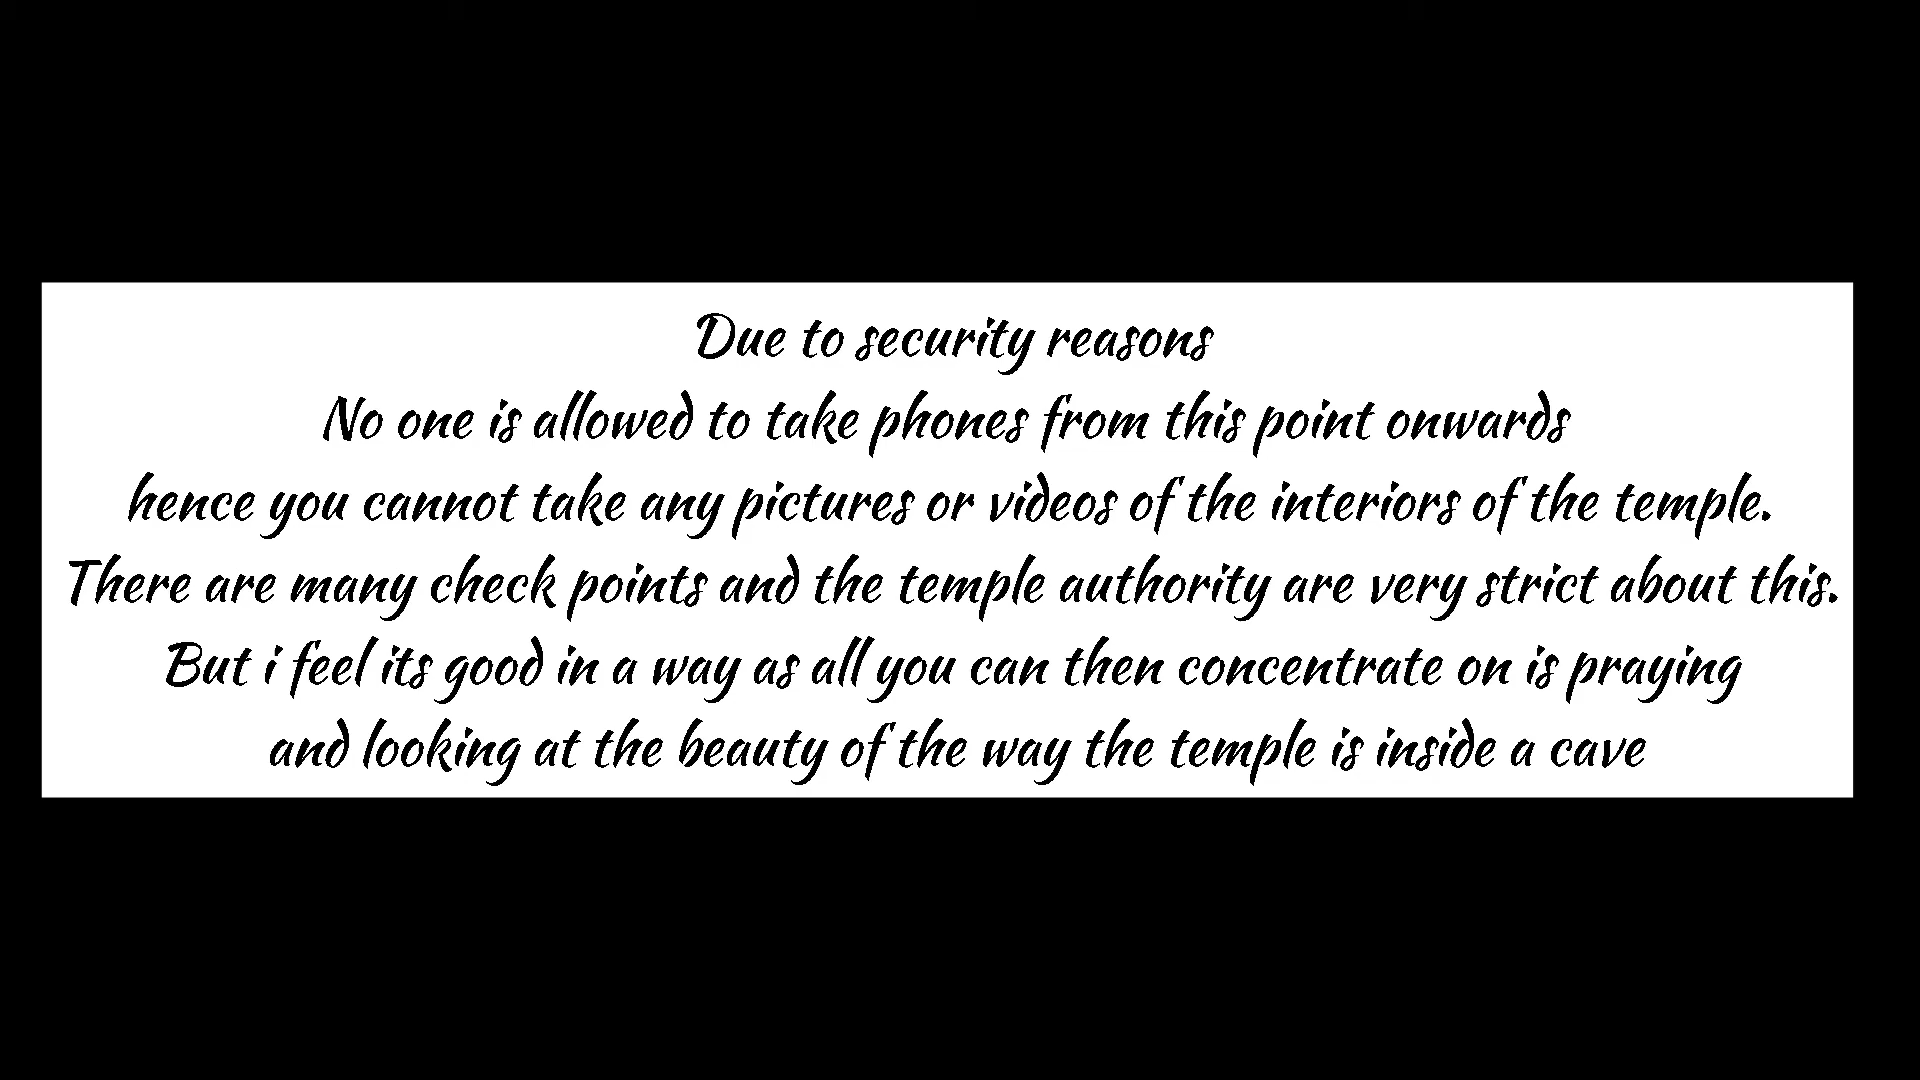 Due to security reasons
No one is allowed to take phones from this point onwards
hence you cannot take any pictures or videos of the interiors of the temple.
There are many check points and the temple authority are very strict about this.
But i feel its good in a way as all you can then concentrate on is praying
and looking at the beauty of the way the temple is inside a cave